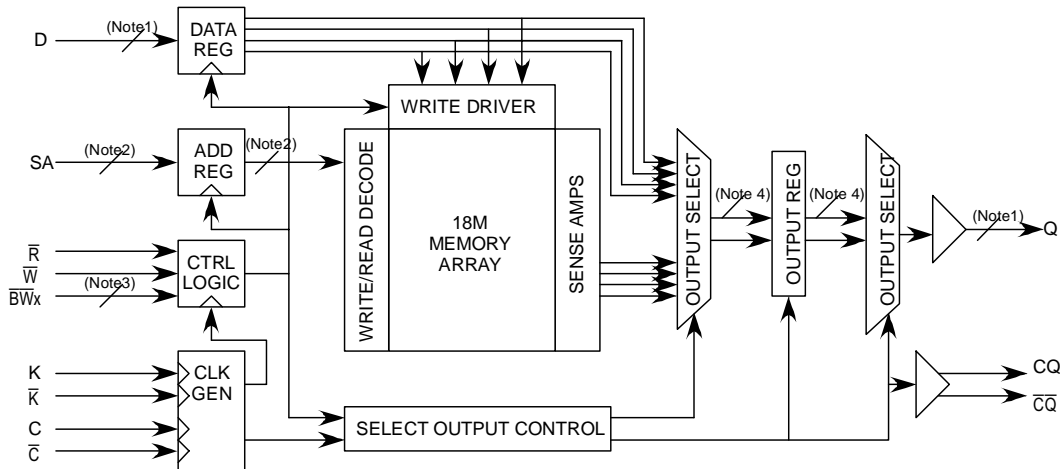 D
(Note1)
DATA
REG
WRITE DRIVER
SA
(Note2)
ADD
REG
(Note2)
WRITE/READ DECODE
18M
MEMORY
ARRAY
SENSE AMPS
OUTPUT SELECT
(Note 4)
OUTPUT REG
(Note 4)
OUTPUT SELECT
(Note1)
Q
R̅
W̅
B̅W̅x
(Note3)
CTRL
LOGIC
K
K̅
C
C̅
CLK
GEN
SELECT OUTPUT CONTROL
CQ
C̅Q̅